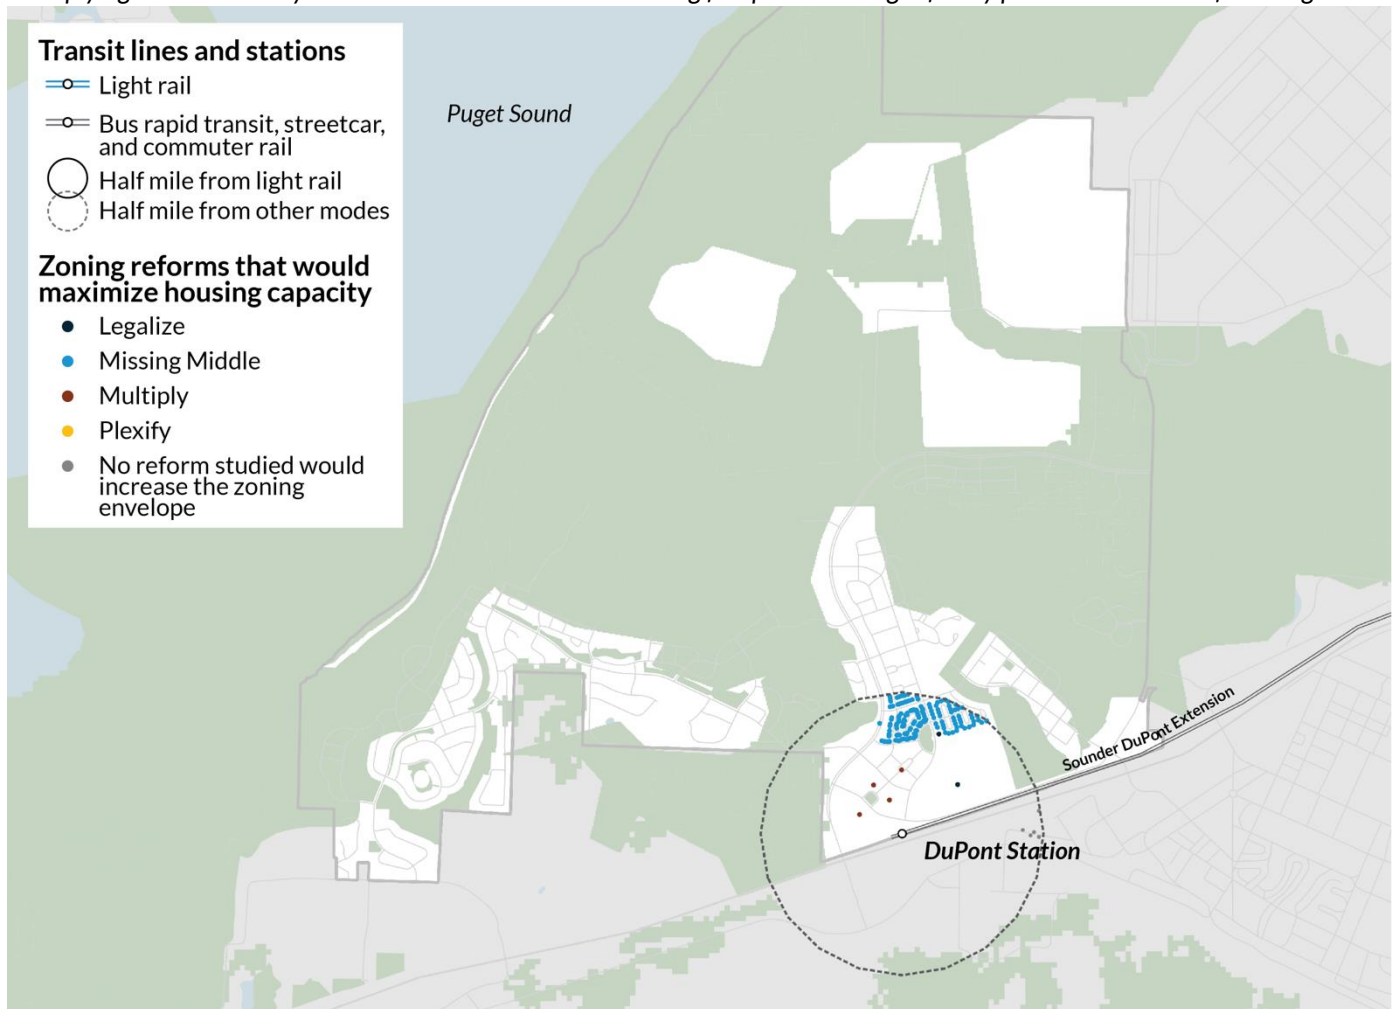 Transit lines and stations
Light rail
Bus rapid transit, streetcar,
and commuter rail
Half mile from light rail
Half mile from other modes
Zoning reforms that would
maximize housing capacity
Legalize
Missing Middle
Multiply
Plexify
No reform studied would
increase the zoning
envelope
Puget Sound
Sounder DuPont Extension
DuPont Station